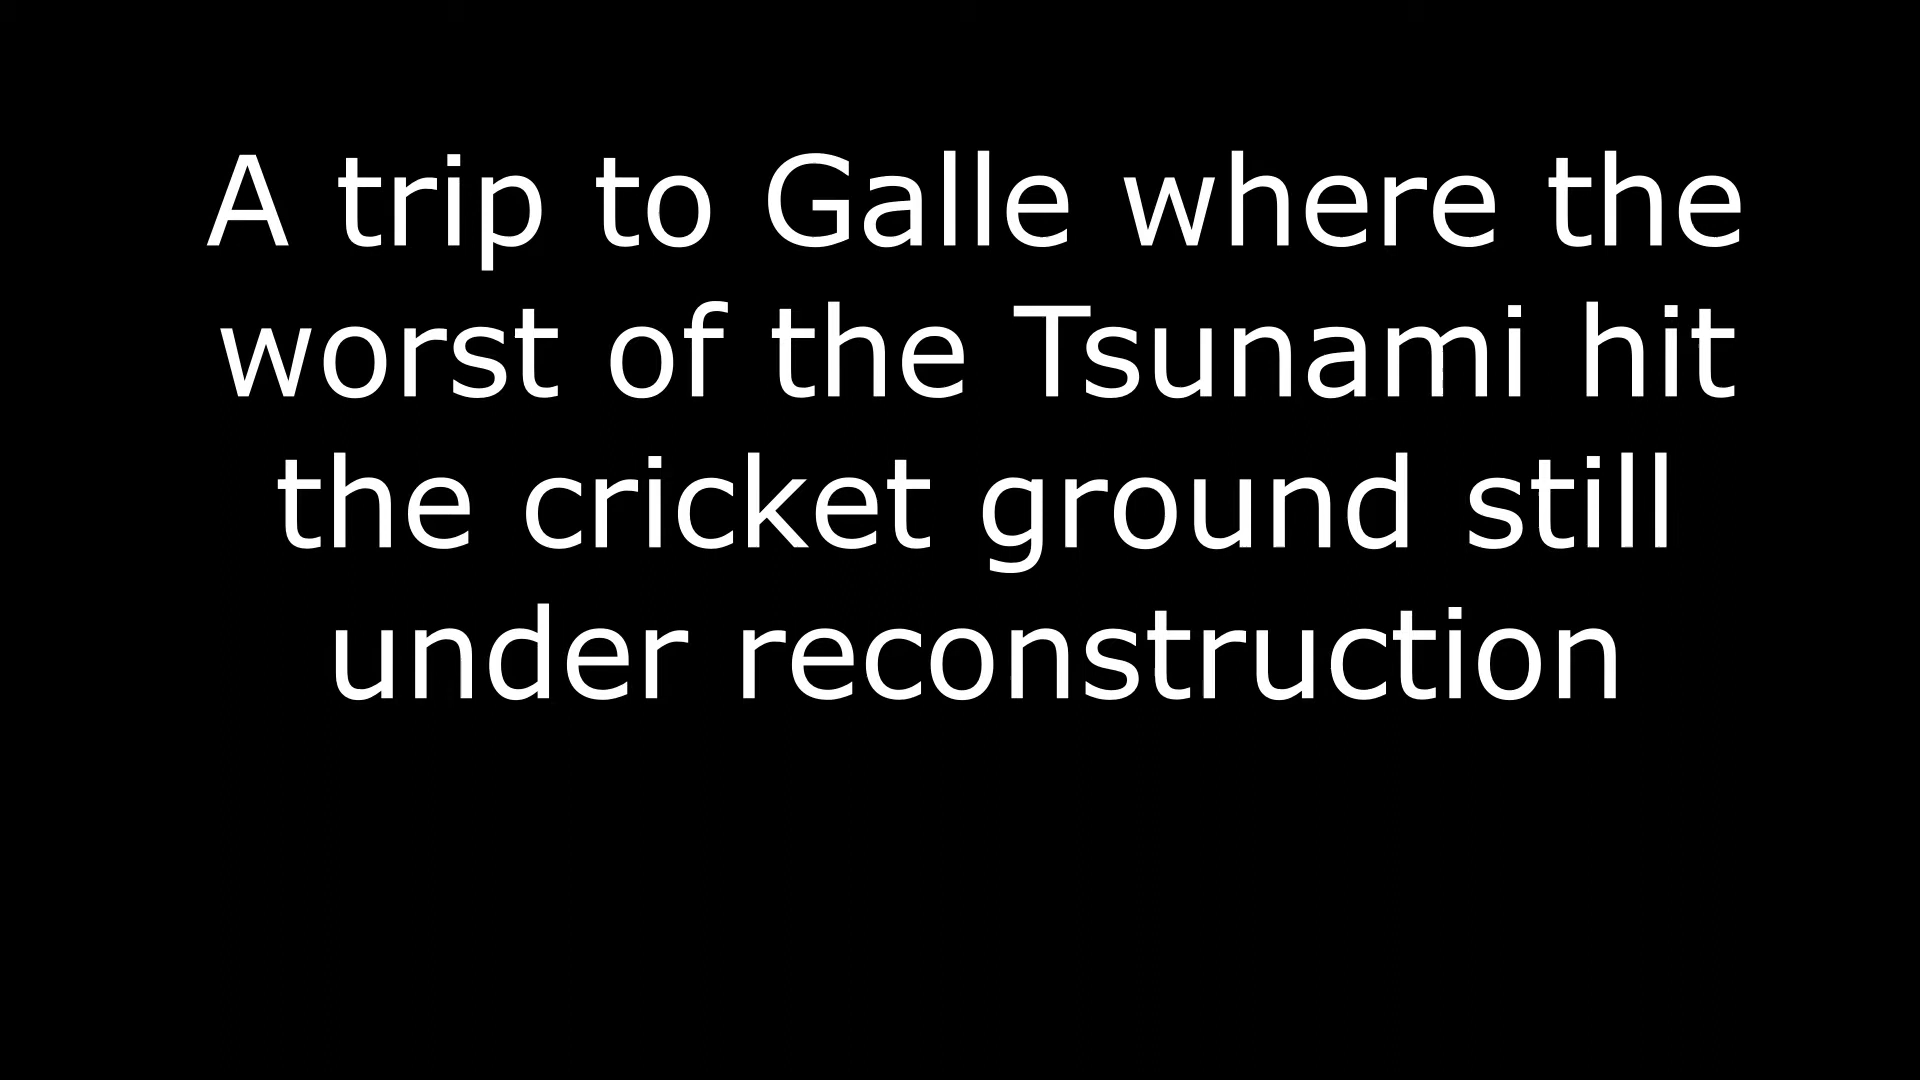 A trip to Galle where the
worst of the Tsunami hit
the cricket ground still
under reconstruction